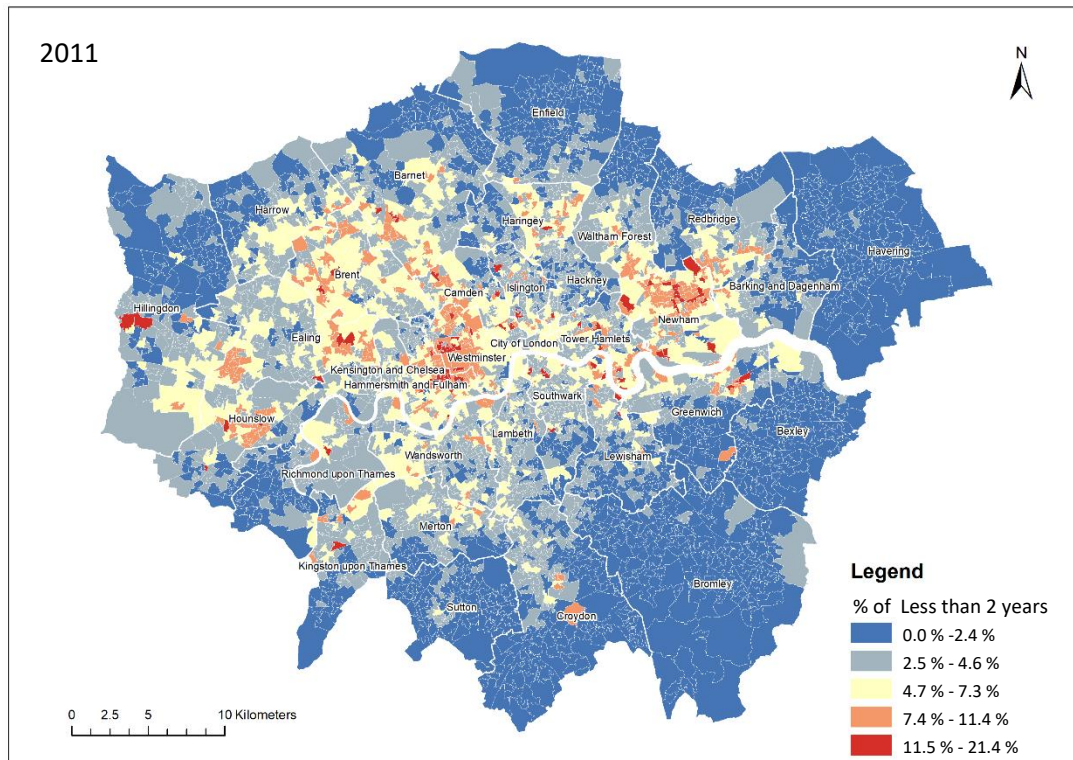 2011
N
Enfield
Barnet
Harrow
Haringey
Redbridge
Waltham Forest
Havering
Brent
Hackney
Camden
Islington
Barking and Dagenham
Hillingdon
Newham
Ealing
City of London
Tower Hamlets
Westminster
Kensington and Chelsea
Hammersmith and Fulham
Southwark
Greenwich
Hounslow
Lambeth
Bexley
Wandsworth
Lewisham
Richmond upon Thames
Merton
Kingston upon Thames
Bromley
Sutton
Croydon
Legend
% of Less than 2 years
0.0 % -2.4 %
2.5 % - 4.6 %
4.7 % - 7.3 %
7.4 % - 11.4 %
11.5 % - 21.4 %
0 2.5 5 10 Kilometers